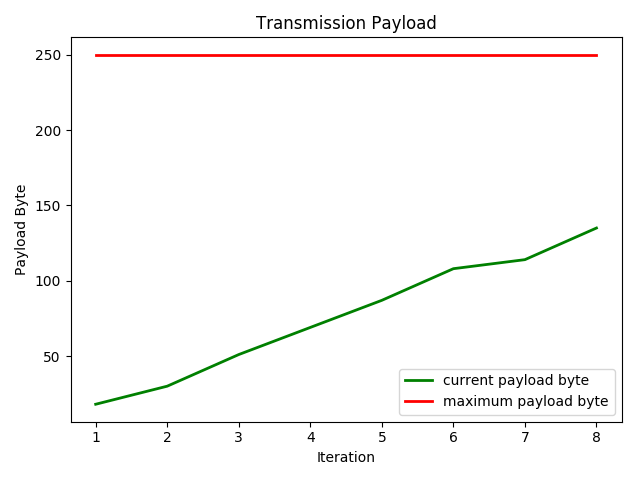 Transmission Payload
250
200
150
100
50
Payload Byte
current payload byte
maximum payload byte
1 2 3 4 5 6 7 8
Iteration